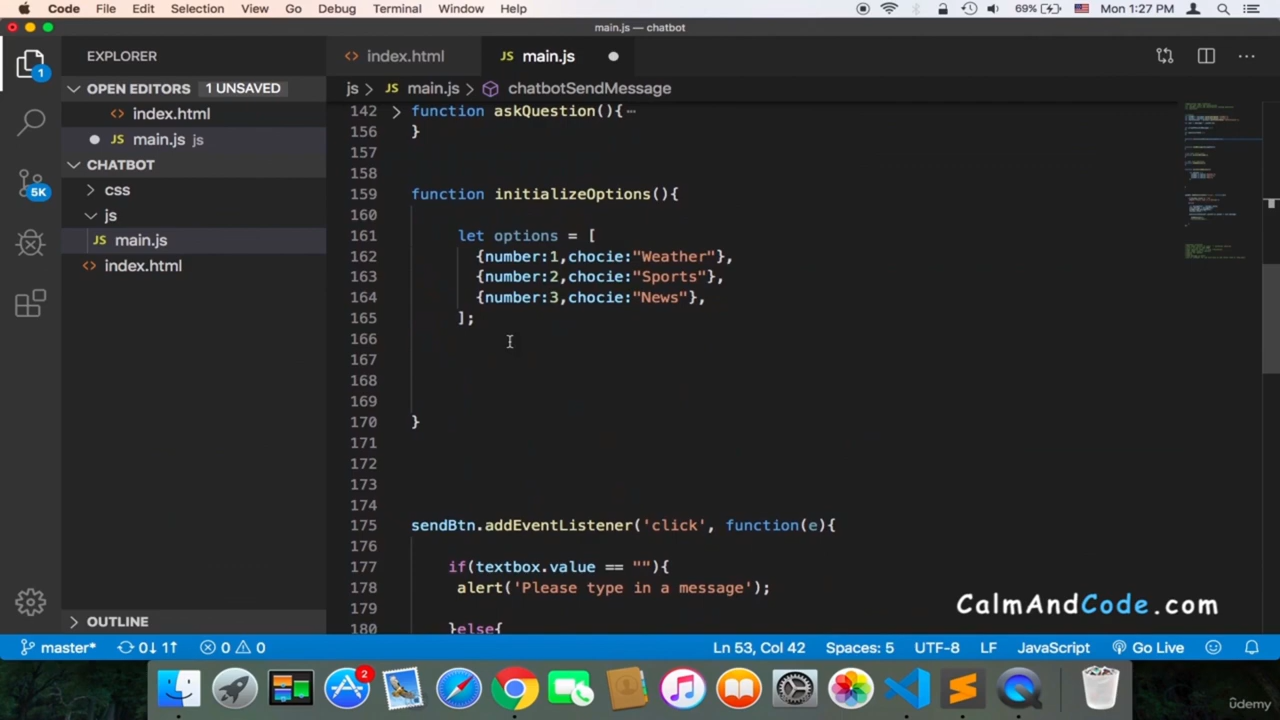 Code File Edit Selection View Go Debug Terminal Window Help 69% Mon 1:27 PM
main.js — chatbot
EXPLORER
index.html
main.js
OPEN EDITORS 1 UNSAVED
js > JS main.js > chatbotSendMessage
index.html
JS main.js js
CHATBOT
css
js
JS main.js
index.html
142 function askQuestion(){
156 }
157
158
159 function initializeOptions(){
160
161 let options = [
162 {number:1,chocie:"Weather"},
163 {number:2,chocie:"Sports"},
164 {number:3,chocie:"News"},
165 ];
166
167
168
169
170 }
171
172
173
174
175 sendBtn.addEventListener('click', function(e){
176
177 if(textbox.value == ""){
178 alert('Please type in a message');
179
180 }else{
1
5K
OUTLINE
CalmAndCode.com
master* 0↓ 1↑ 0 0 Ln 53, Col 42 Spaces: 5 UTF-8 LF JavaScript Go Live
2
ûdemy